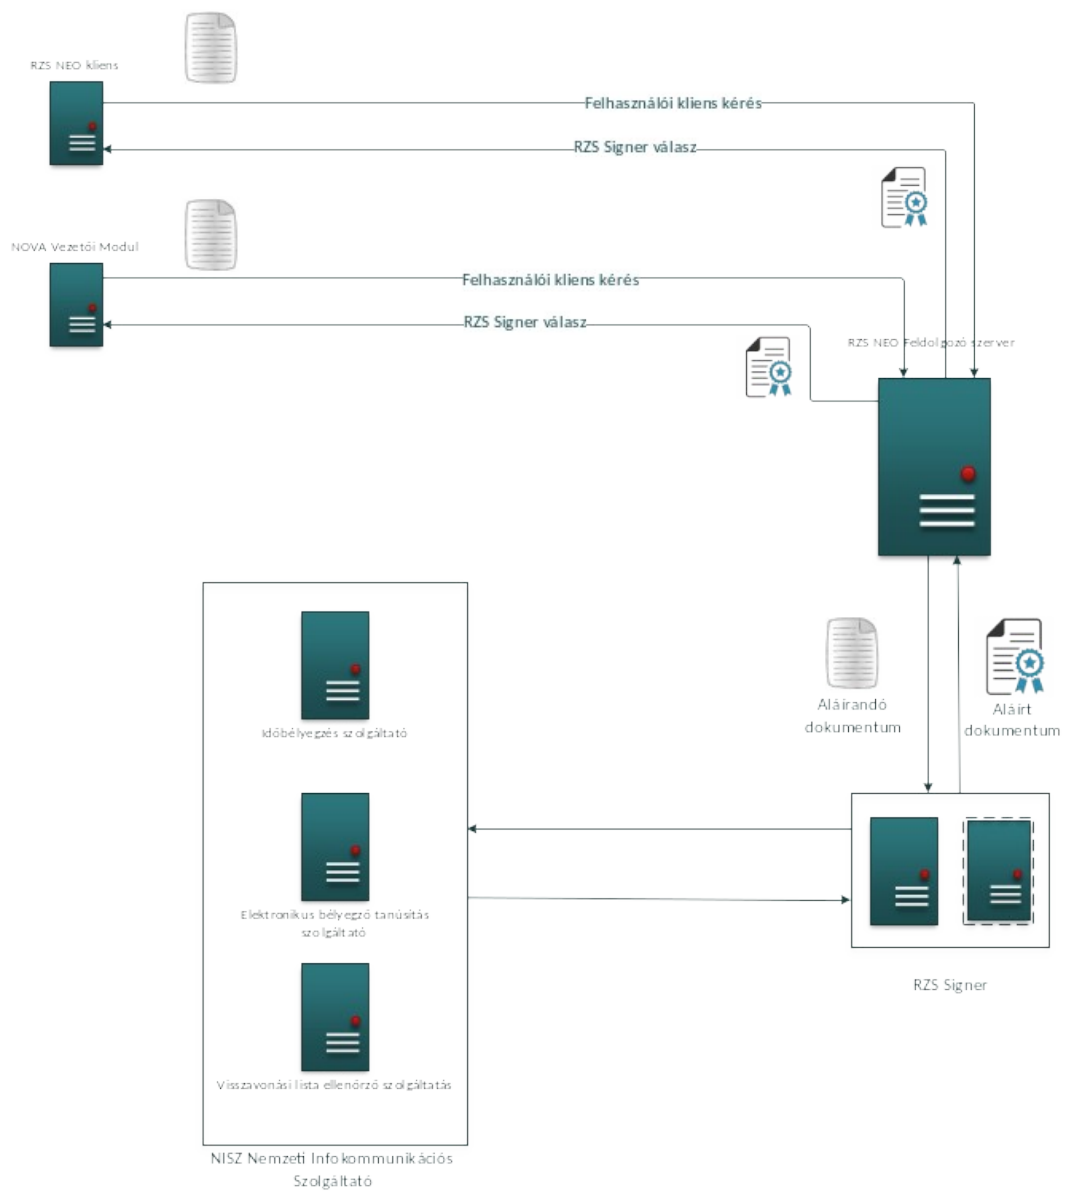 RZS NEO kliens
Felhasználói kliens kérés
RZS Signer válasz
NOVA Vezetői Modul
Felhasználói kliens kérés
RZS Signer válasz
RZS NEO Feldolgozó szerver
Aláírandó
dokumentum
Aláírt
dokumentum
Időbélyegzés szolgáltató
Elektronikus bélyegző tanúsítás
szolgáltató
Visszavonási lista ellenőrző szolgáltatás
RZS Signer
NISZ Nemzeti Infokommunikációs
Szolgáltató